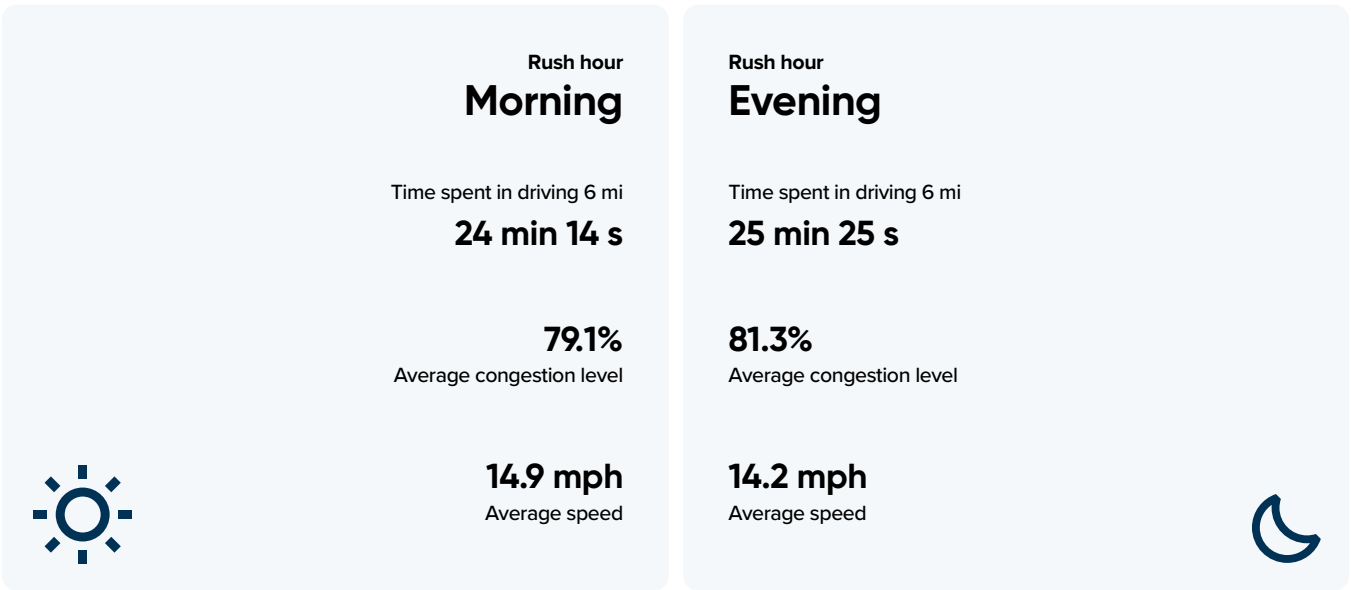 Rush hour
Morning
Time spent in driving 6 mi
24 min 14 s
79.1%
Average congestion level
14.9 mph
Average speed
Rush hour
Evening
Time spent in driving 6 mi
25 min 25 s
81.3%
Average congestion level
14.2 mph
Average speed